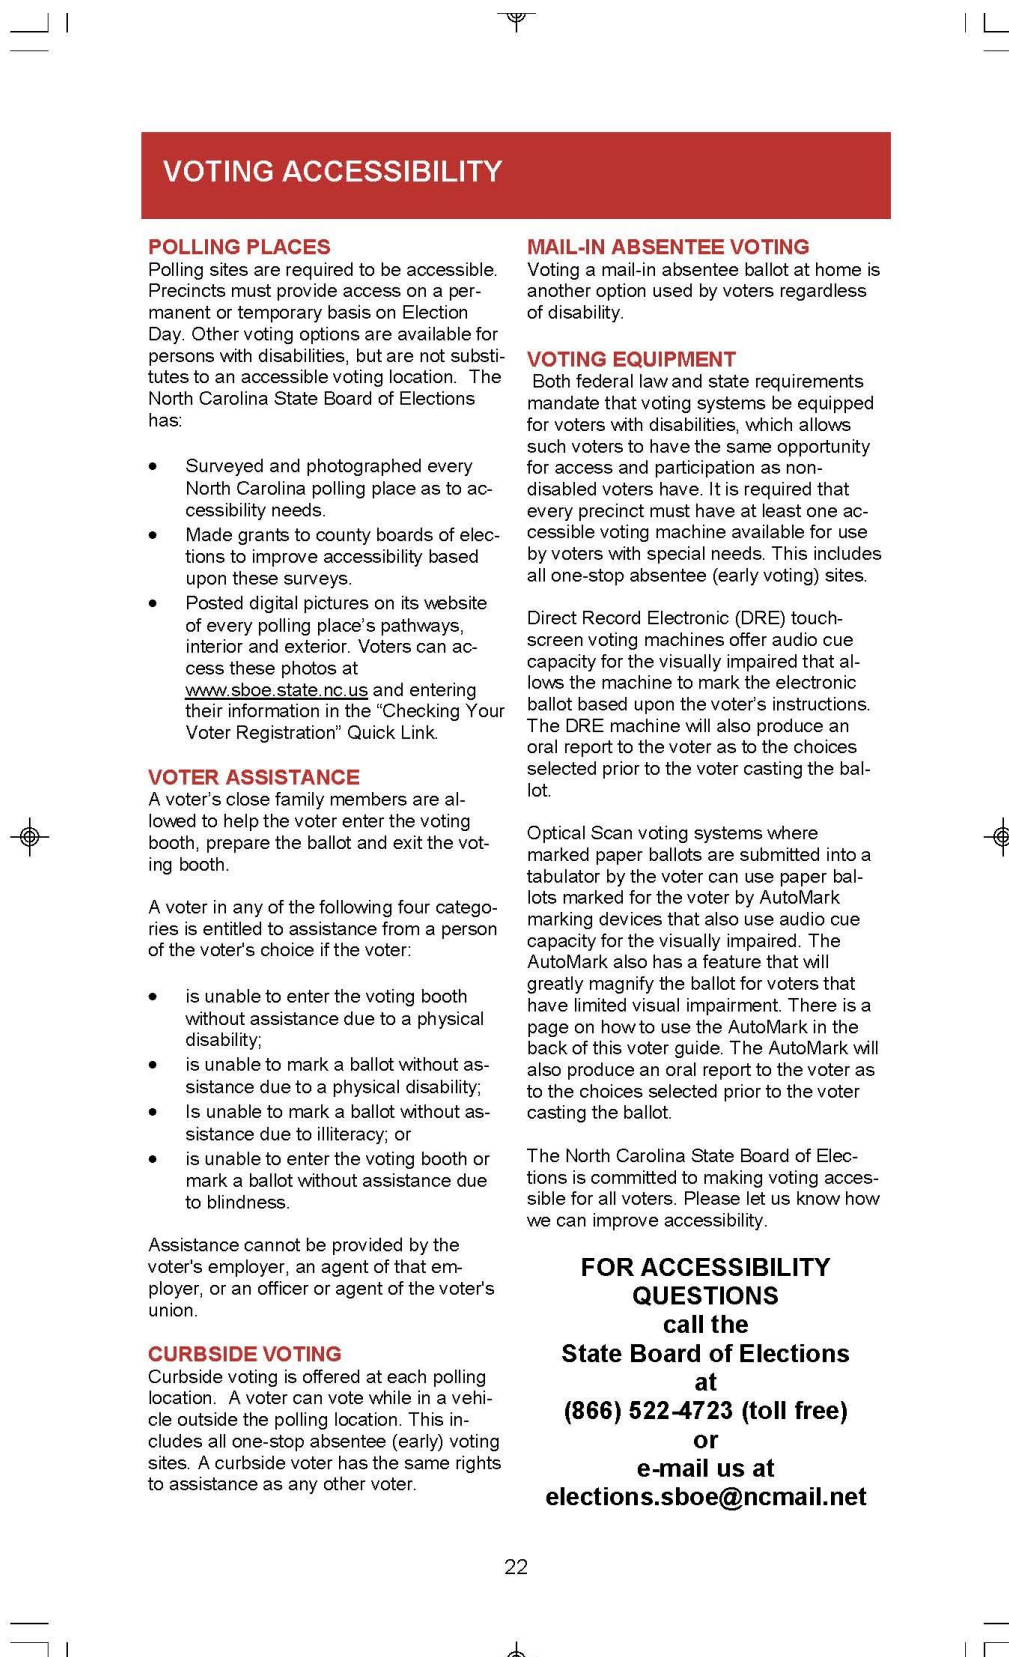 VOTING ACCESSIBILITY
POLLING PLACES
Polling sites are required to be accessible.
Precincts must provide access on a per-
manent or temporary basis on Election
Day. Other voting options are available for
persons with disabilities, but are not substi-
tutes to an accessible voting location.  The
North Carolina State Board of Elections
has:
• Surveyed and photographed every
North Carolina polling place as to ac-
cessibility needs.
• Made grants to county boards of elec-
tions to improve accessibility based
upon these surveys.
• Posted digital pictures on its website
of every polling place’s pathways,
interior and exterior. Voters can ac-
cess these photos at
www.sboe.state.nc.us and entering
their information in the “Checking Your
Voter Registration” Quick Link.
VOTER ASSISTANCE
A voter’s close family members are al-
lowed to help the voter enter the voting
booth, prepare the ballot and exit the vot-
ing booth.
A voter in any of the following four catego-
ries is entitled to assistance from a person
of the voter's choice if the voter:
• is unable to enter the voting booth
without assistance due to a physical
disability;
• is unable to mark a ballot without as-
sistance due to a physical disability;
• Is unable to mark a ballot without as-
sistance due to illiteracy; or
• is unable to enter the voting booth or
mark a ballot without assistance due
to blindness.
Assistance cannot be provided by the
voter's employer, an agent of that em-
ployer, or an officer or agent of the voter's
union.
CURBSIDE VOTING
Curbside voting is offered at each polling
location.  A voter can vote while in a vehi-
cle outside the polling location. This in-
cludes all one-stop absentee (early) voting
sites. A curbside voter has the same rights
to assistance as any other voter.
MAIL-IN ABSENTEE VOTING
Voting a mail-in absentee ballot at home is
another option used by voters regardless
of disability.
VOTING EQUIPMENT
Both federal law and state requirements
mandate that voting systems be equipped
for voters with disabilities, which allows
such voters to have the same opportunity
for access and participation as non-
disabled voters have. It is required that
every precinct must have at least one ac-
cessible voting machine available for use
by voters with special needs. This includes
all one-stop absentee (early voting) sites.
Direct Record Electronic (DRE) touch-
screen voting machines offer audio cue
capacity for the visually impaired that al-
lows the machine to mark the electronic
ballot based upon the voter’s instructions.
The DRE machine will also produce an
oral report to the voter as to the choices
selected prior to the voter casting the bal-
lot.
Optical Scan voting systems where
marked paper ballots are submitted into a
tabulator by the voter can use paper bal-
lots marked for the voter by AutoMark
marking devices that also use audio cue
capacity for the visually impaired. The
AutoMark also has a feature that will
greatly magnify the ballot for voters that
have limited visual impairment. There is a
page on how to use the AutoMark in the
back of this voter guide. The AutoMark will
also produce an oral report to the voter as
to the choices selected prior to the voter
casting the ballot.
The North Carolina State Board of Elec-
tions is committed to making voting acces-
sible for all voters. Please let us know how
we can improve accessibility.
FOR ACCESSIBILITY
QUESTIONS
call the
State Board of Elections
at
(866) 522-4723 (toll free)
or
e-mail us at
elections.sboe@ncmail.net
22